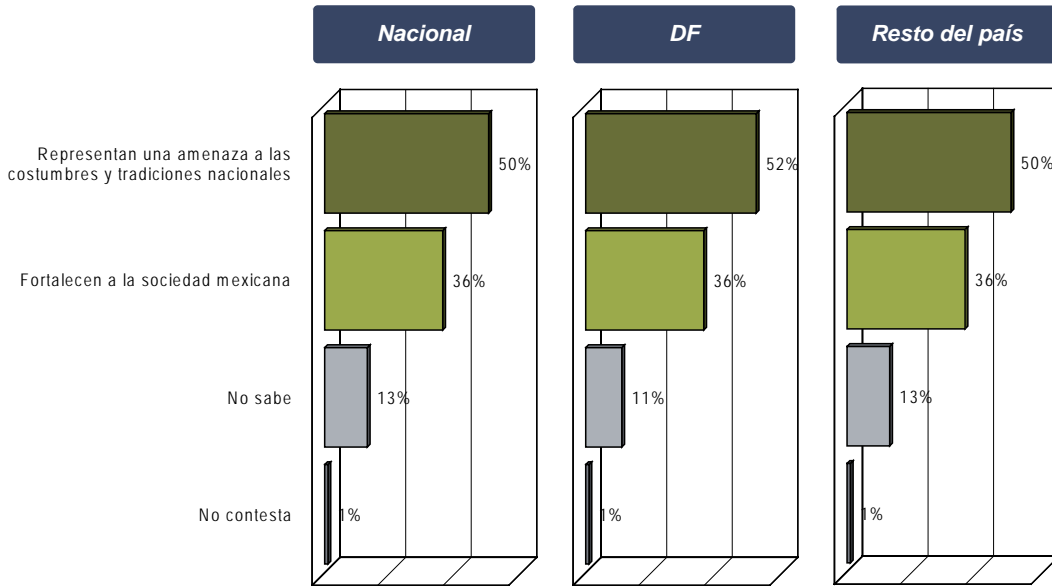 Nacional
DF
Resto del país
Representan una amenaza a las
costumbres y tradiciones nacionales
50%
52%
50%
Fortalecen a la sociedad mexicana
36%
36%
36%
No sabe
13%
11%
13%
No contesta
1%
1%
1%